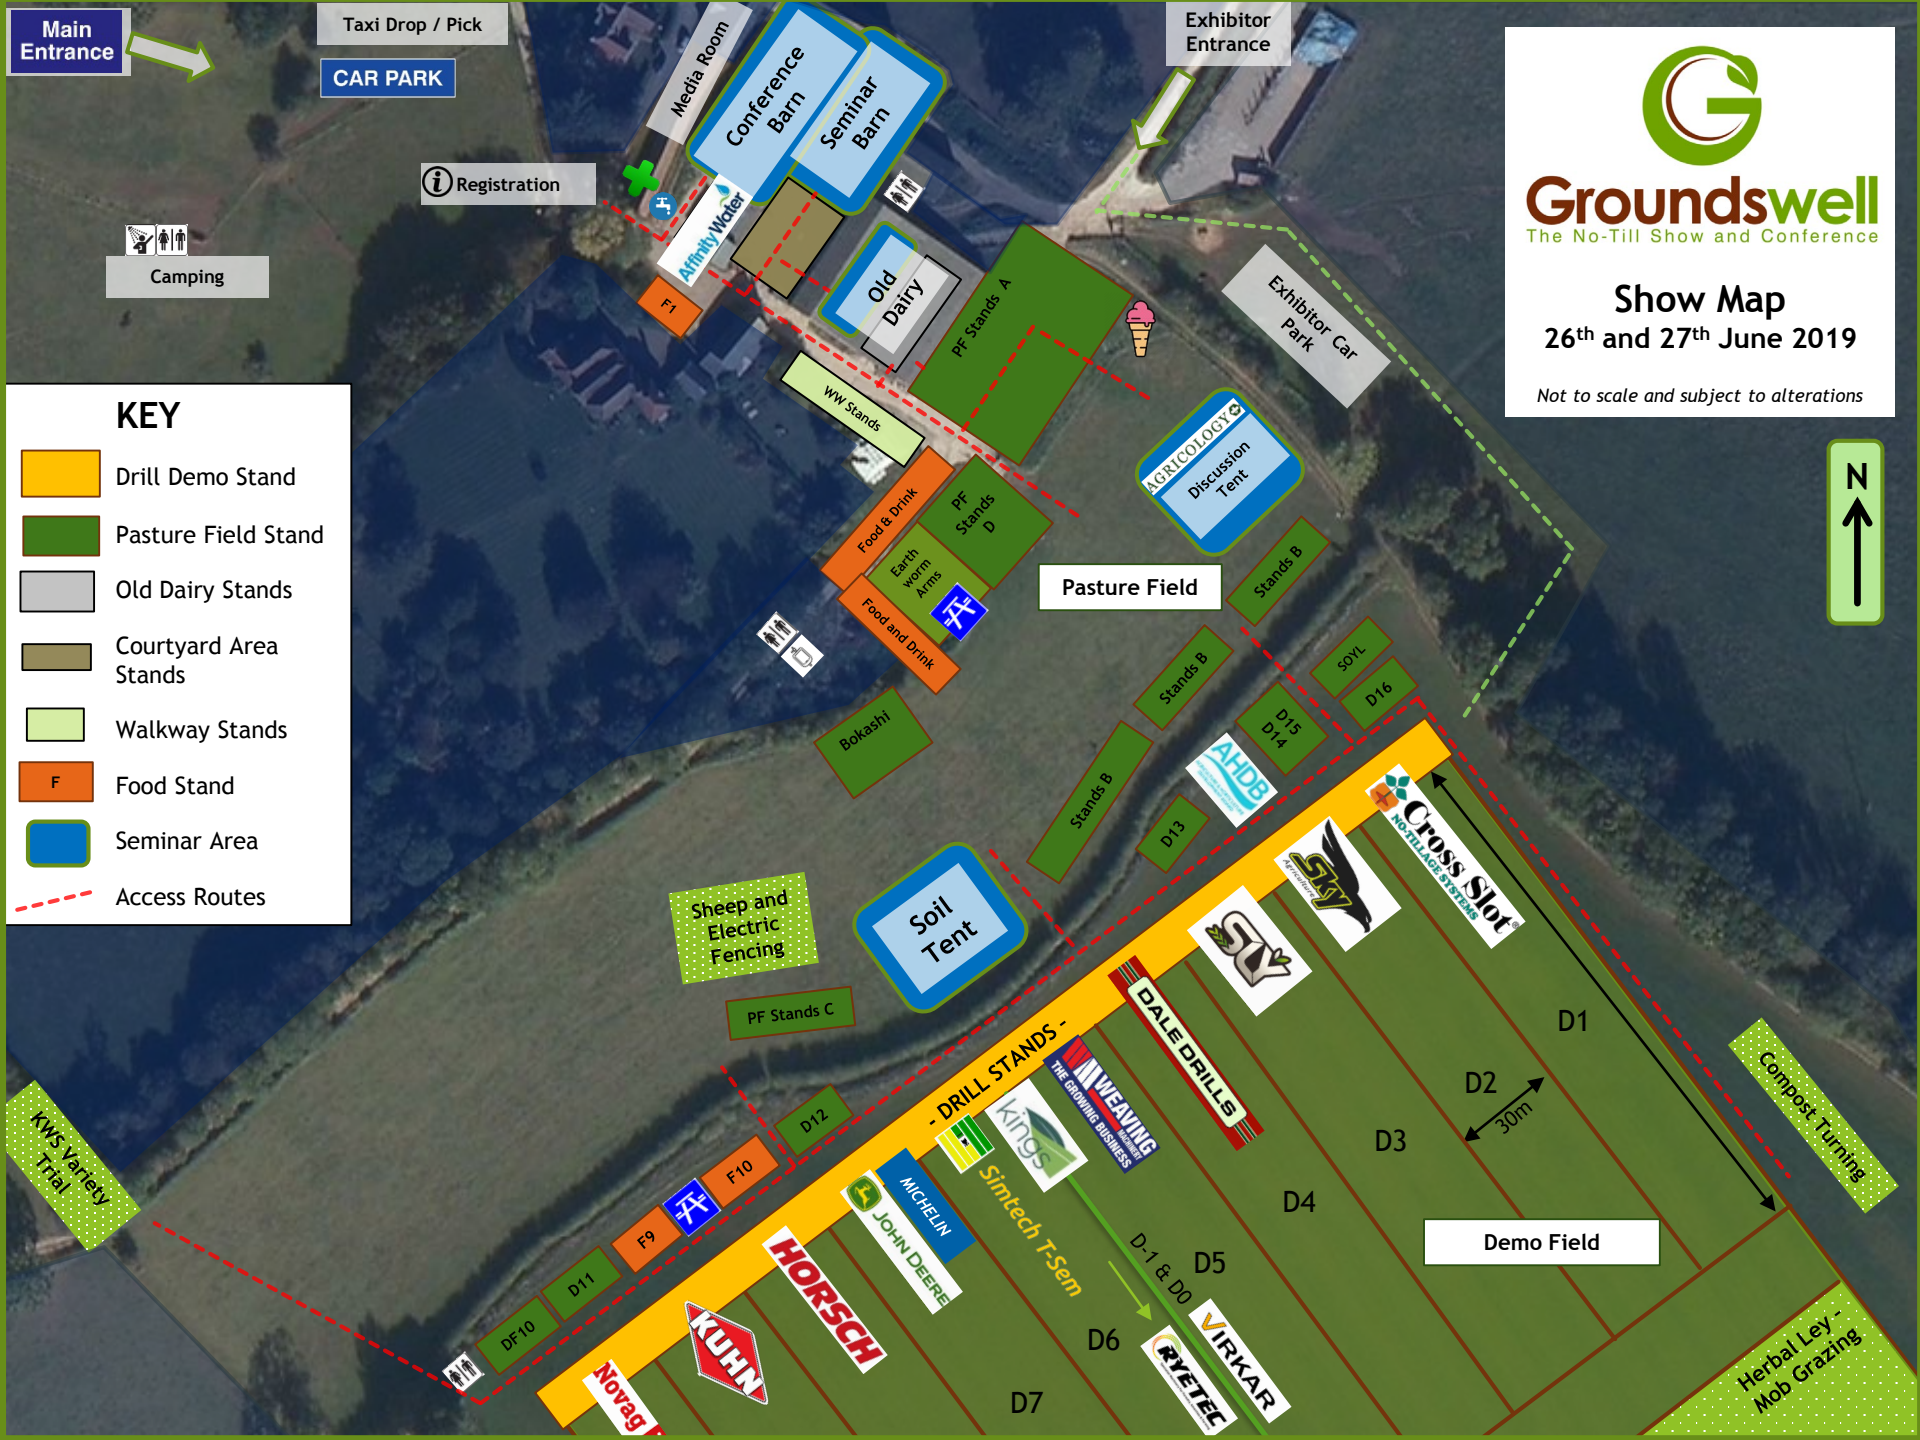 Main
Entrance
Taxi Drop / Pick
CAR PARK
Media Room
Conference
Barn
Seminar
Barn
Exhibitor
Entrance
Groundswell
The No-Till Show and Conference
Show Map
26th and 27th June 2019
Not to scale and subject to alterations
N
i Registration
AffinityWater
Camping
F1
Old
Dairy
PF Stands A
Exhibitor Car
Park
WW Stands
AGRICOLOGY
Discussion
Tent
KEY
Drill Demo Stand
Pasture Field Stand
Old Dairy Stands
Courtyard Area
Stands
Walkway Stands
F
Food Stand
Seminar Area
Access Routes
Food & Drink
PF
Stands
D
Earth
worm
Arms
Food and Drink
Pasture Field
Stands B
Stands B
Stands B
SOYL
D16
D15
D14
AHDB
D13
Bokashi
Sheep and
Electric
Fencing
Soil
Tent
PF Stands C
Cross Slot®
NO-TILLAGE SYSTEMS
SKY
Agriculture
SLY
DALE DRILLS
- DRILL STANDS -
WEAVING
MACHINERY
THE GROWING BUSINESS
kings
Simtech T-Sem
MICHELIN
JOHN DEERE
HORSCH
KUHN
Novag
D1
D2
30m
D3
D4
D5
D-1 & D0
D6
D7
VIRKAR
RYETEC
Demo Field
Compost Turning
Herbal Ley -
Mob Grazing
KWS Variety
Trial
D12
F10
F9
D11
DF10